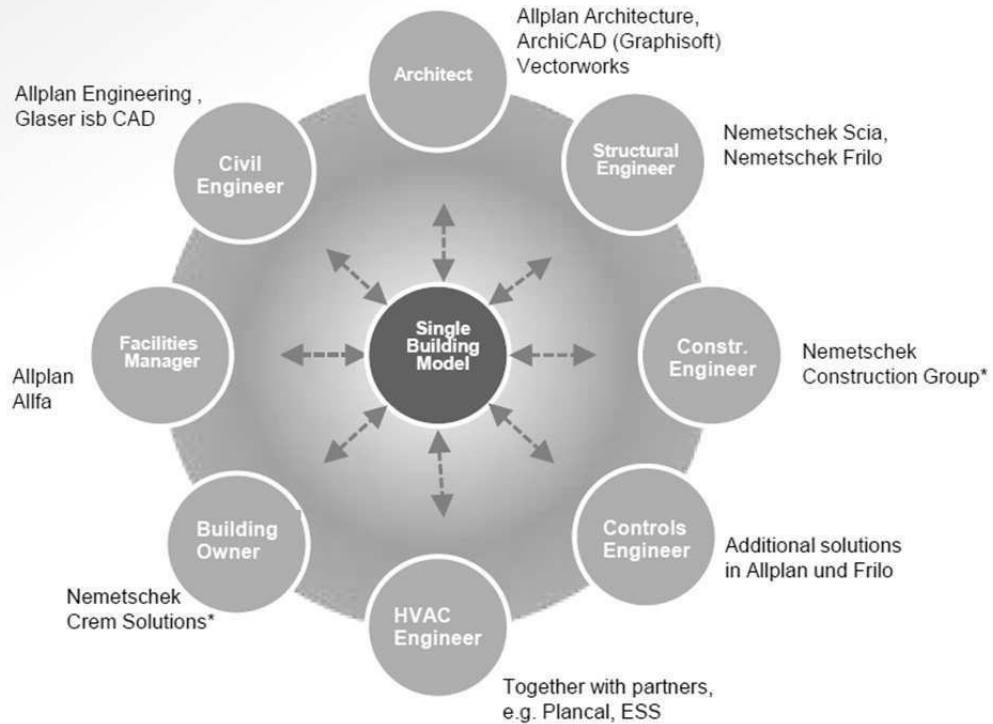 Allplan Architecture,
ArchiCAD (Graphisoft)
Vectorworks
Architect
Allplan Engineering ,
Glaser isb CAD
Civil
Engineer
Structural
Engineer
Nemetschek Scia,
Nemetschek Frilo
Single
Building
Model
Facilities
Manager
Allplan
Allfa
Constr.
Engineer
Nemetschek
Construction Group*
Building
Owner
Nemetschek
Crem Solutions*
Controls
Engineer
Additional solutions
in Allplan und Frilo
HVAC
Engineer
Together with partners,
e.g. Plancal, ESS